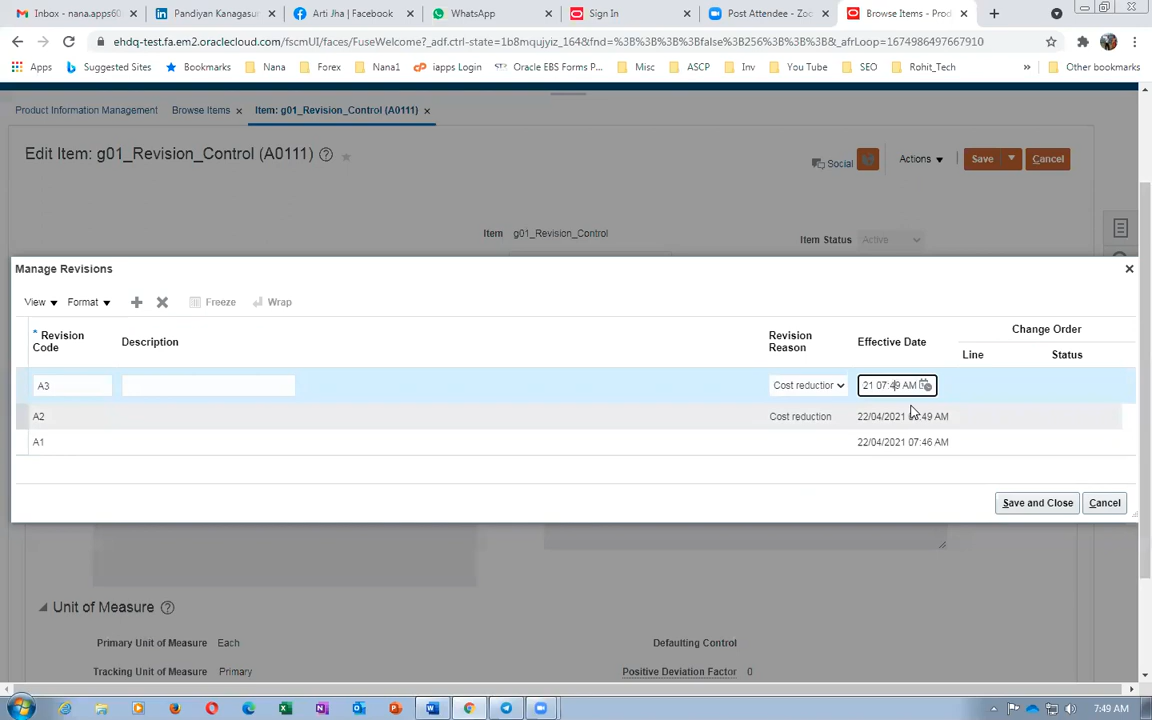 Inbox - nana.apps60
Pandiyan Kanagasu
Arti Jha | Facebook
WhatsApp
Sign In
Post Attendee - Zoo
Browse Items - Prod
ehdq-test.fa.em2.oraclecloud.com/fscmUI/faces/FuseWelcome?_adf.ctrl-state=1b8mqujyiz_164&fnd=%3B%3B%3B%3Bfalse%3B256%3B%3B%3B&_afrLoop=1674986497667910
Apps
Suggested Sites
Bookmarks
Nana
Forex
Nana1
iapps Login
Oracle EBS Forms P...
Misc
ASCP
Inv
You Tube
SEO
Rohit_Tech
»
Other bookmarks
Product Information Management
Browse Items
Item: g01_Revision_Control (A0111)
Edit Item: g01_Revision_Control (A0111)
Social
Actions
Save
Cancel
Item g01_Revision_Control
Item Status Active
Manage Revisions
View
Format
Freeze
Wrap
* Revision Code
Description
Revision Reason
Effective Date
Change Order
Line
Status
A3
Cost reduction
21 07:49 AM
A2
Cost reduction
22/04/2021
:49 AM
A1
22/04/2021 07:46 AM
Save and Close
Cancel
Unit of Measure
Primary Unit of Measure Each
Defaulting Control
Tracking Unit of Measure Primary
Positive Deviation Factor 0
7:49 AM